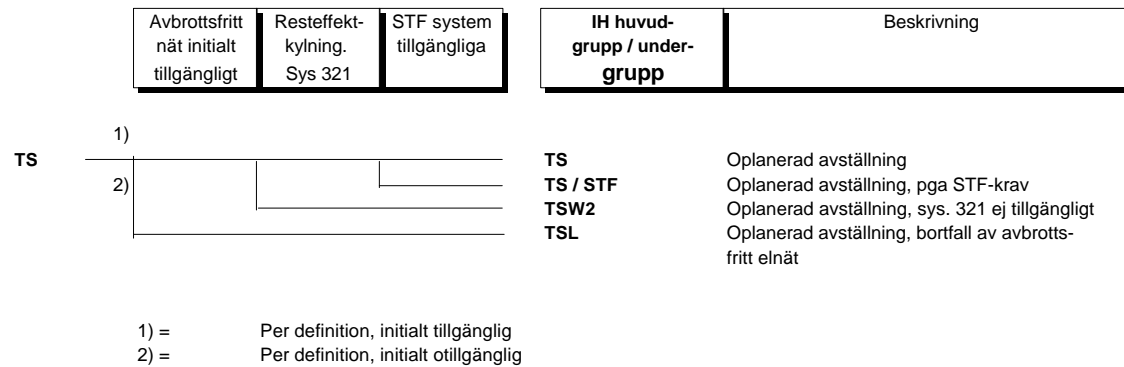 Avbrottsfritt
nät initialt
tillgängligt
Resteffekt-
kylning.
Sys 321
STF system
tillgängliga
IH huvud-
grupp / under-
grupp
Beskrivning
1)
TS
2)
TS Oplanerad avställning
TS / STF Oplanerad avställning, pga STF-krav
TSW2 Oplanerad avställning, sys. 321 ej tillgängligt
TSL Oplanerad avställning, bortfall av avbrotts-
fritt elnät
1) = Per definition, initialt tillgänglig
2) = Per definition, initialt otillgänglig